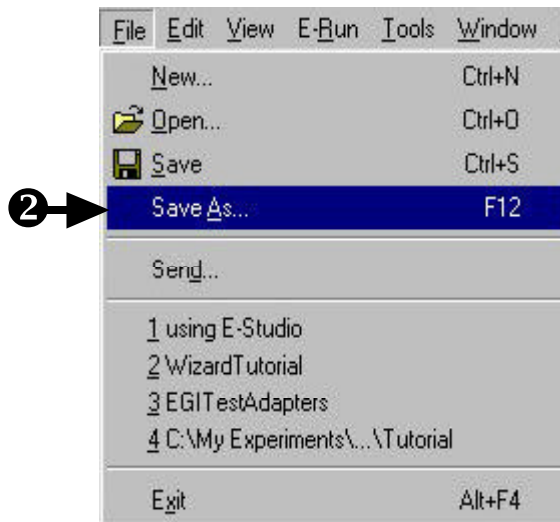 File Edit View E-Run Tools Window
New... Ctrl+N
Open... Ctrl+O
Save Ctrl+S
2 Save As... F12
Send...
1 using E-Studio
2 WizardTutorial
3 EGITestAdapters
4 C:\My Experiments\...\Tutorial
Exit Alt+F4